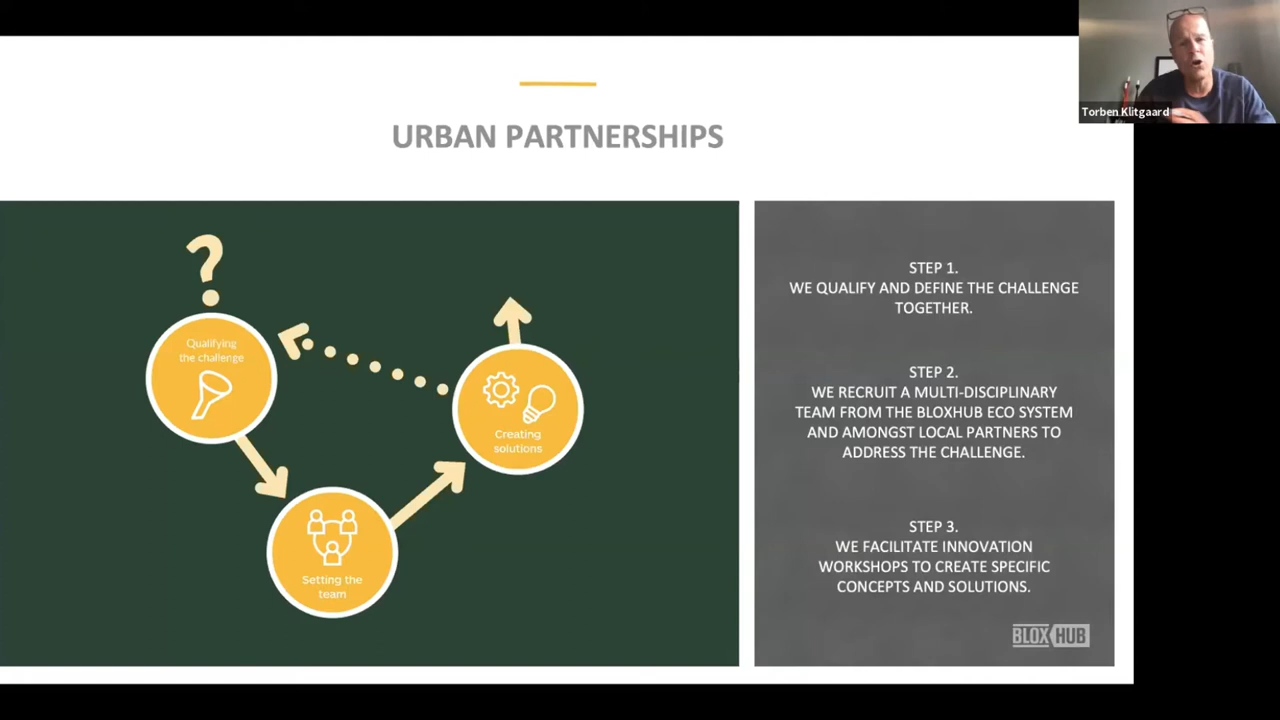 Torben Klitgaard
URBAN PARTNERSHIPS
?
Qualifying
the challenge
Creating
solutions
Setting the
team
STEP 1.
WE QUALIFY AND DEFINE THE CHALLENGE
TOGETHER.
STEP 2.
WE RECRUIT A MULTI-DISCIPLINARY
TEAM FROM THE BLOXHUB ECO SYSTEM
AND AMONGST LOCAL PARTNERS TO
ADDRESS THE CHALLENGE.
STEP 3.
WE FACILITATE INNOVATION
WORKSHOPS TO CREATE SPECIFIC
CONCEPTS AND SOLUTIONS.
BLOXHUB